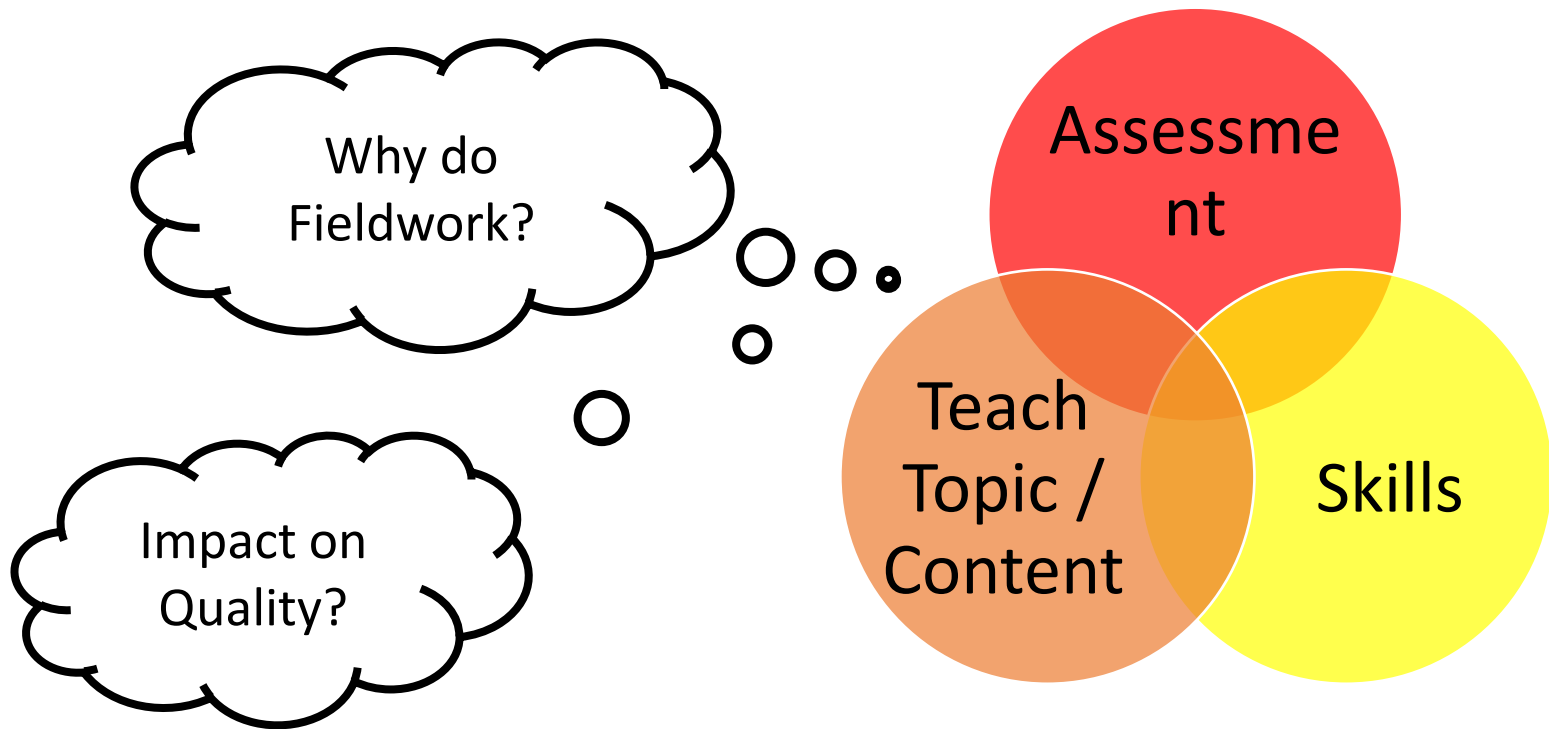 Why do
Fieldwork?
Impact on
Quality?
Assessme
nt
Teach
Topic /
Content
Skills